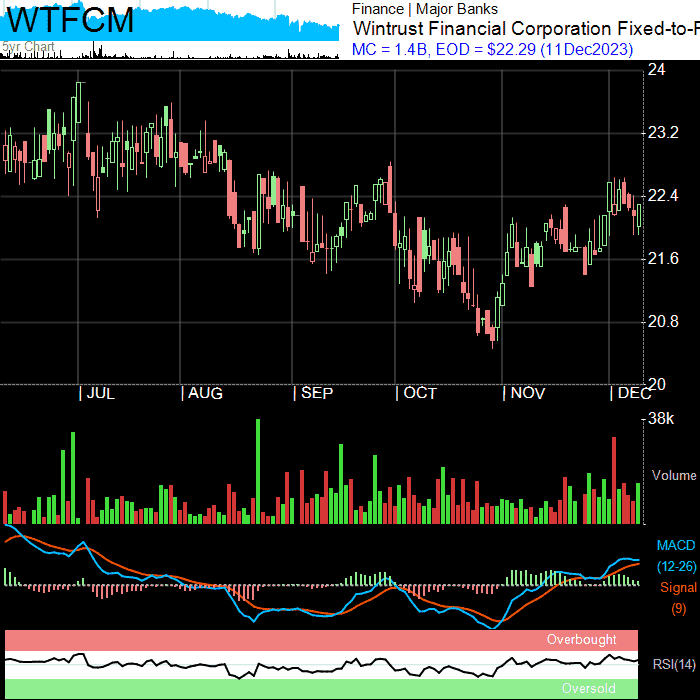 WTFCM
5yr Chart
Finance | Major Banks
Wintrust Financial Corporation Fixed-to-F
MC = 1.4B, EOD = $22.29 (11Dec2023)
24
23.2
22.4
21.6
20.8
20
| JUL | AUG | SEP | OCT | NOV | DEC
38k
Volume
MACD
(12-26)
Signal
(9)
Overbought
RSI(14)
Oversold